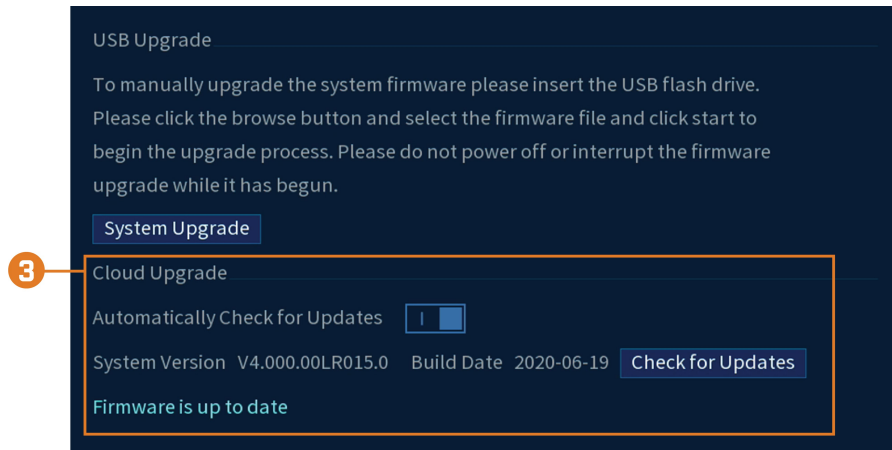 USB Upgrade
To manually upgrade the system firmware please insert the USB flash drive.
Please click the browse button and select the firmware file and click start to
begin the upgrade process. Please do not power off or interrupt the firmware
upgrade while it has begun.
System Upgrade
3
Cloud Upgrade
Automatically Check for Updates
System Version V4.000.00LR015.0 Build Date 2020-06-19 Check for Updates
Firmware is up to date